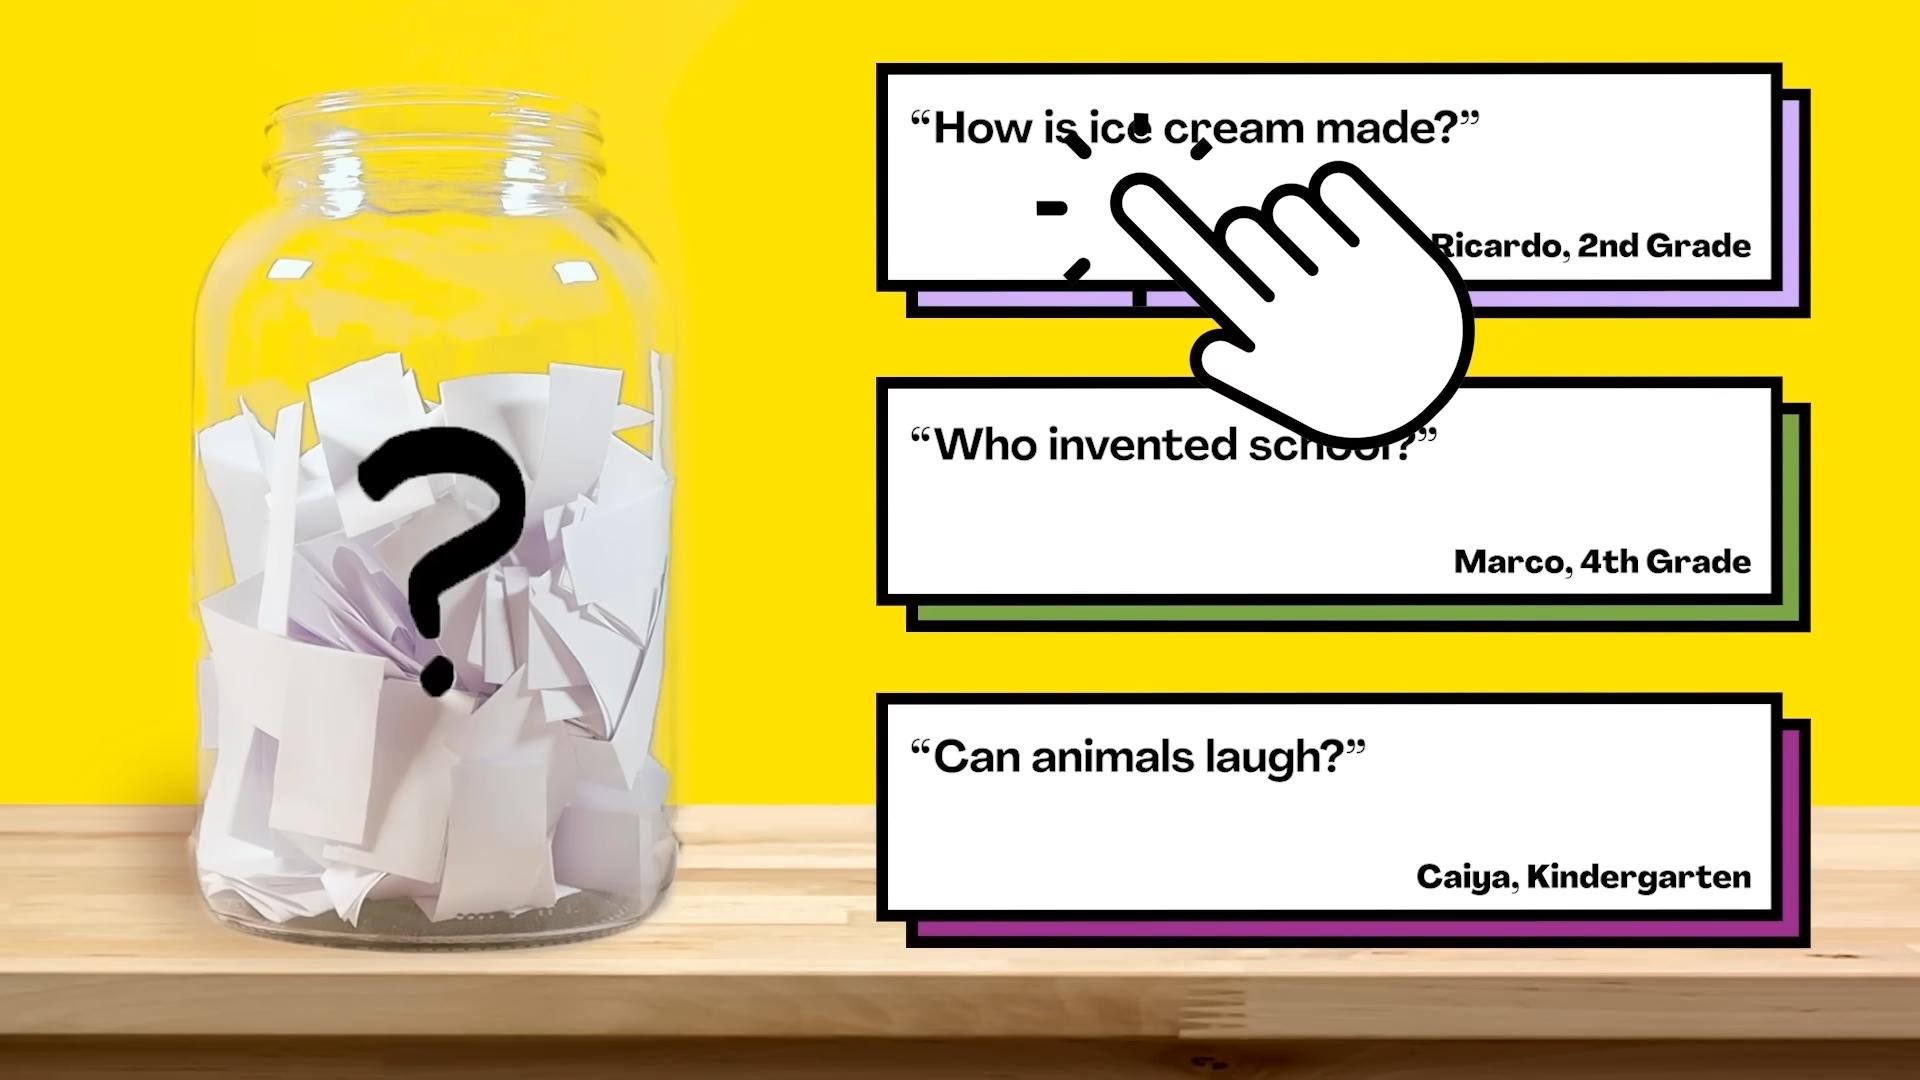 ?
“How is ice cream made?”
Ricardo, 2nd Grade
“Who invented school?”
Marco, 4th Grade
“Can animals laugh?”
Caiya, Kindergarten